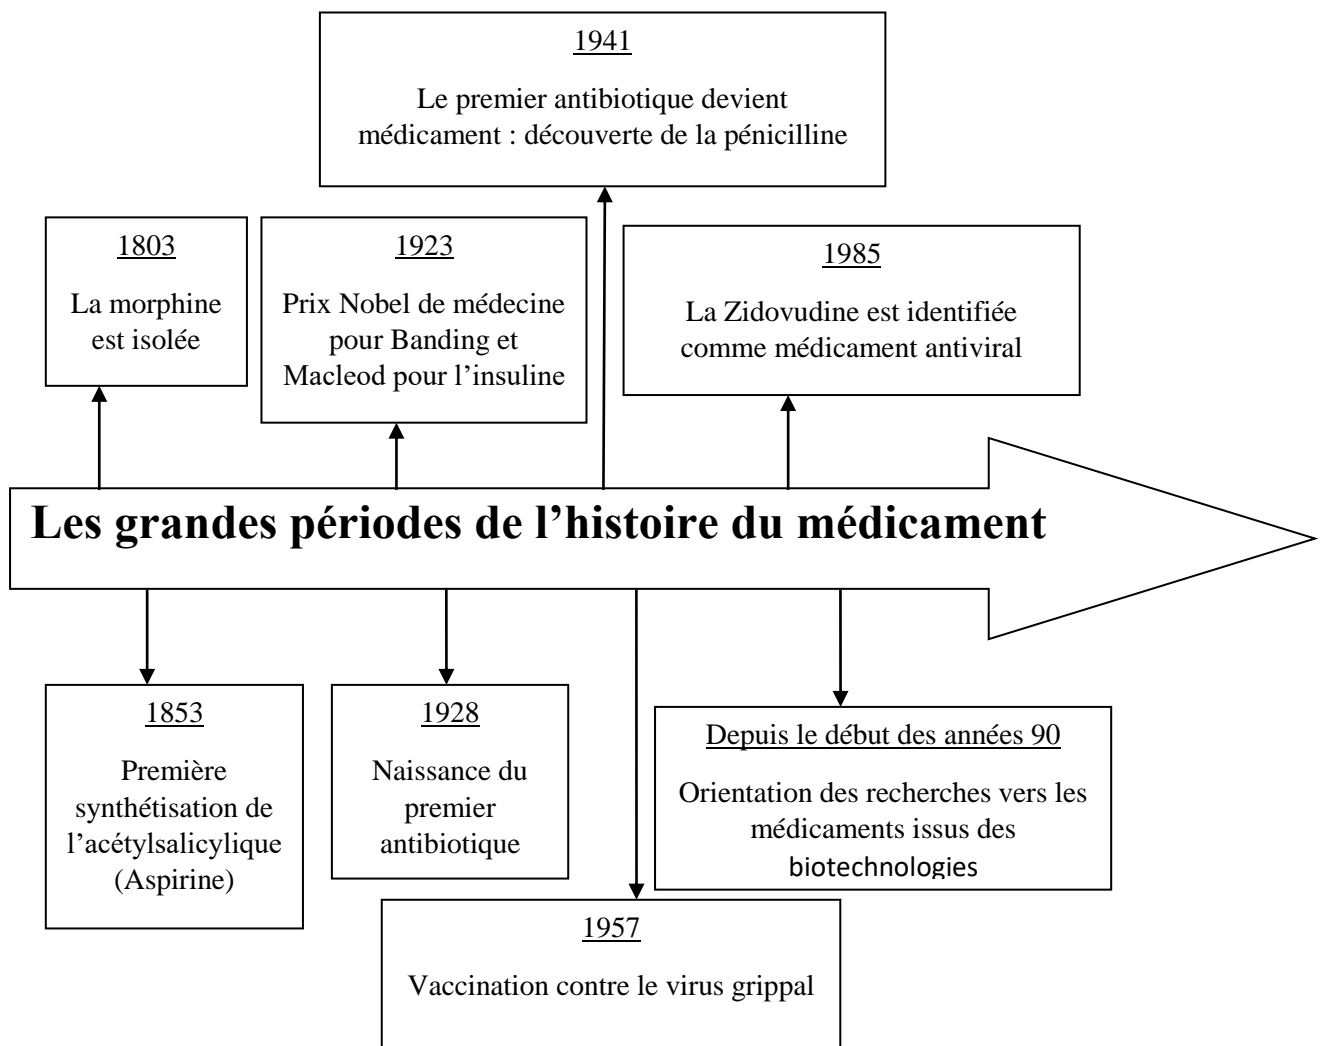 1941
Le premier antibiotique devient
médicament : découverte de la pénicilline
1803
La morphine
est isolée
1923
Prix Nobel de médecine
pour Banding et
Macleod pour l’insuline
1985
La Zidovudine est identifiée
comme médicament antiviral
Les grandes périodes de l’histoire du médicament
1853
Première
synthétisation de
l’acétylsalicylique
(Aspirine)
1928
Naissance du
premier
antibiotique
Depuis le début des années 90
Orientation des recherches vers les
médicaments issus des
biotechnologies
1957
Vaccination contre le virus grippal